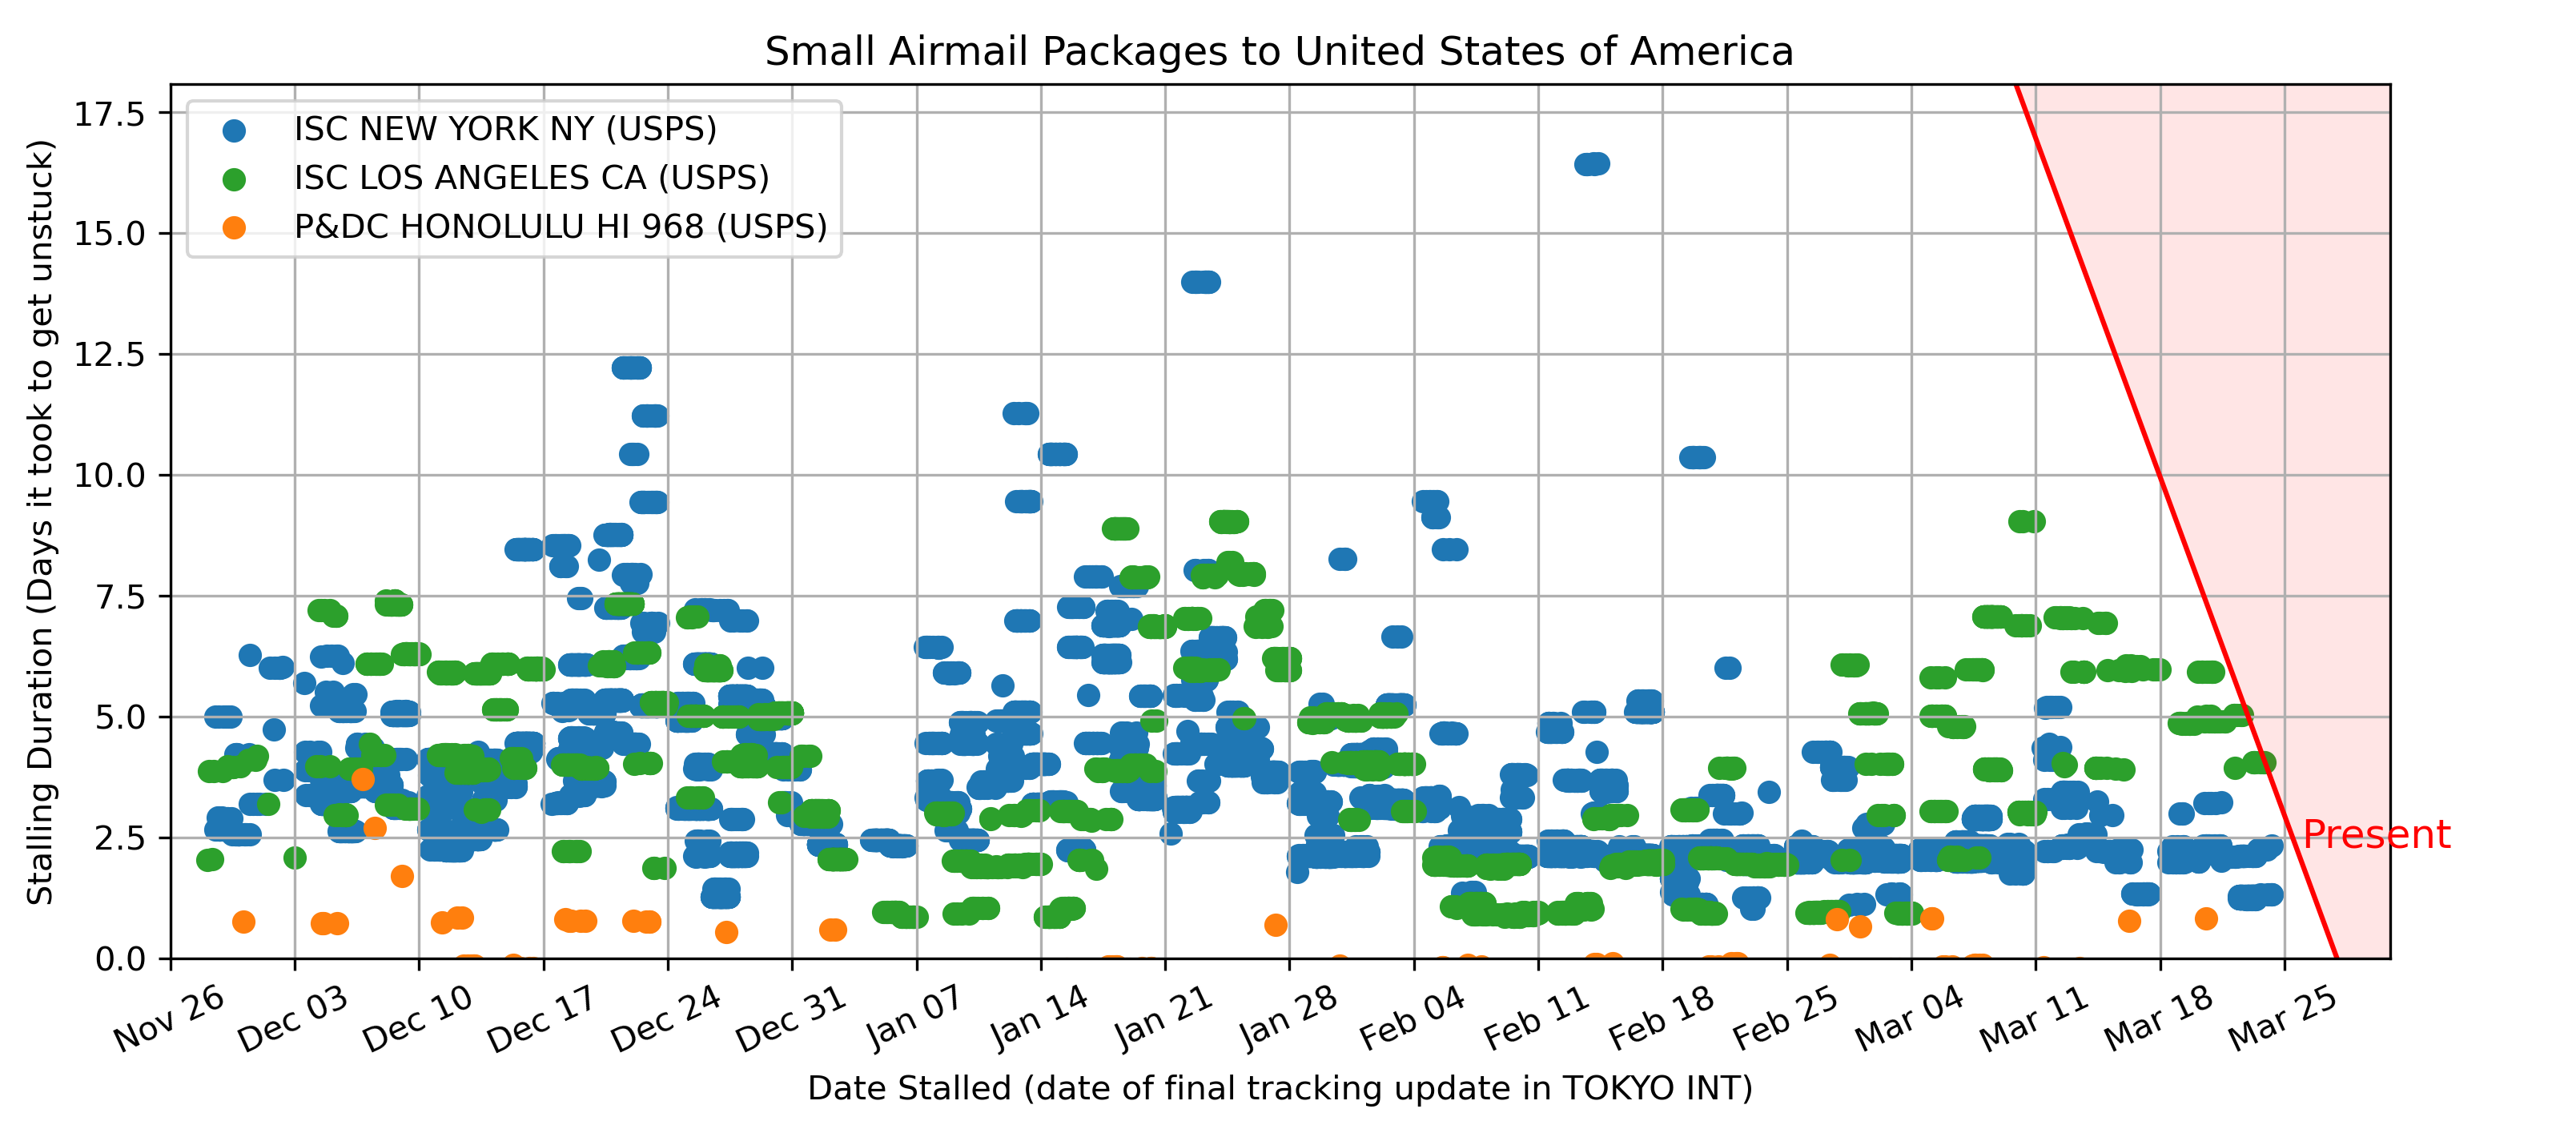 Small Airmail Packages to United States of America
ISC NEW YORK NY (USPS)
ISC LOS ANGELES CA (USPS)
P&DC HONOLULU HI 968 (USPS)
Stalling Duration (Days it took to get unstuck)
17.5
15.0
12.5
10.0
7.5
5.0
2.5
0.0
Present
Nov 26
Dec 03
Dec 10
Dec 17
Dec 24
Dec 31
Jan 07
Jan 14
Jan 21
Jan 28
Feb 04
Feb 11
Feb 18
Feb 25
Mar 04
Mar 11
Mar 18
Mar 25
Date Stalled (date of final tracking update in TOKYO INT)